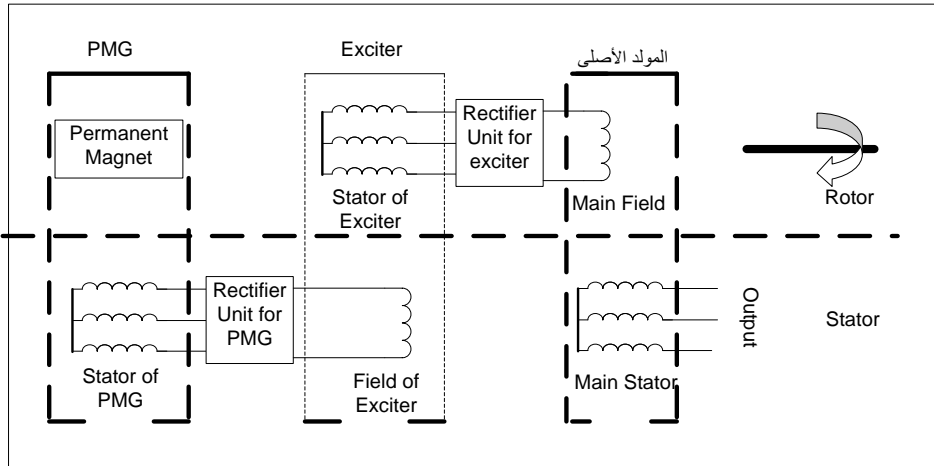 PMG
Exciter
المولد الأصلى
Permanent
Magnet
Rectifier
Unit for
exciter
Stator of
Exciter
Main Field
Rotor
Rectifier
Unit for
PMG
Stator of
PMG
Field of
Exciter
Main Stator
Output
Stator